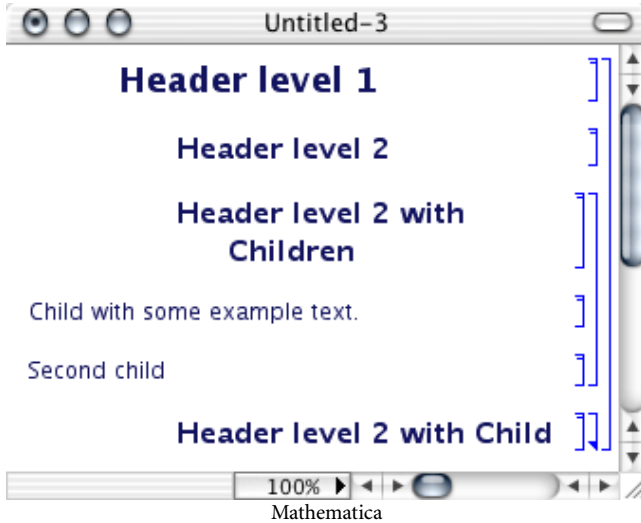 Untitled-3
Header level 1
Header level 2
Header level 2 with
Children
Child with some example text.
Second child
Header level 2 with Child
100%
Mathematica